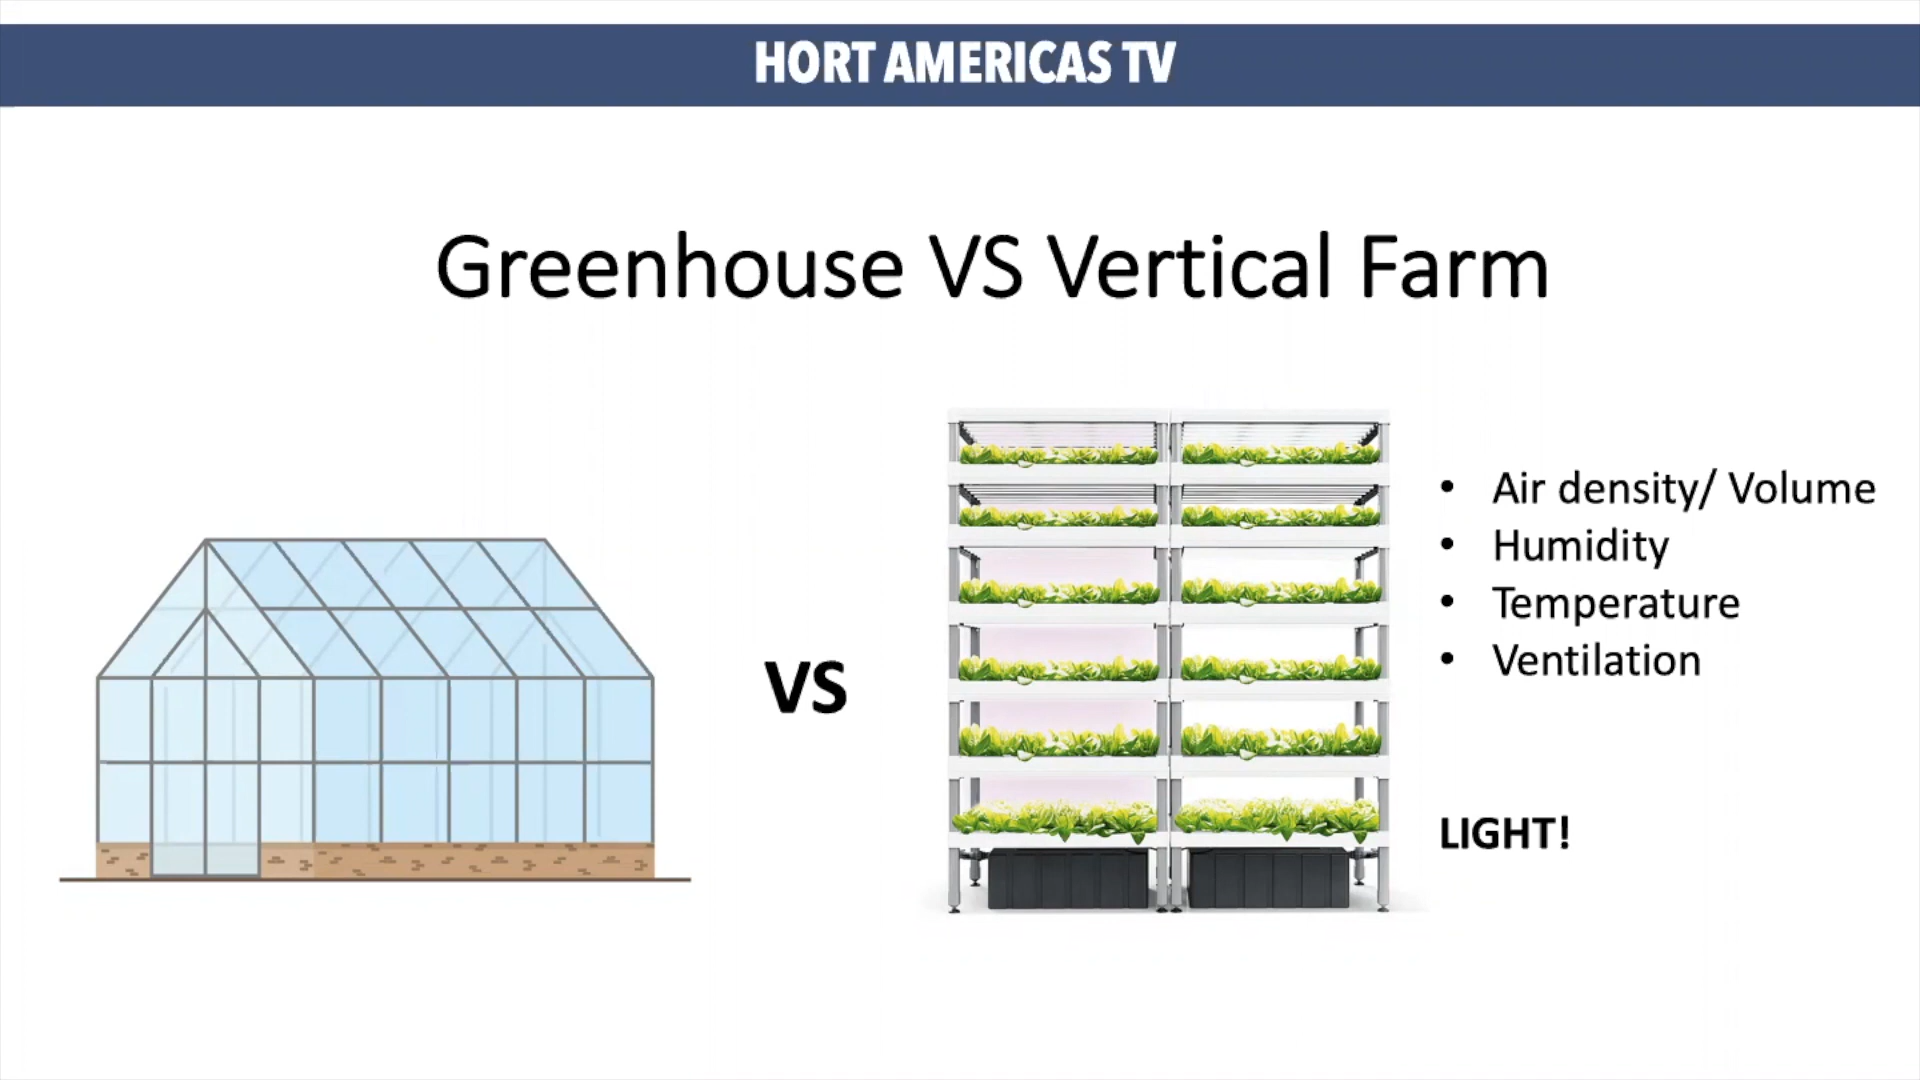 HORT AMERICAS TV
Greenhouse VS Vertical Farm
VS
• Air density/ Volume
• Humidity
• Temperature
• Ventilation
LIGHT!